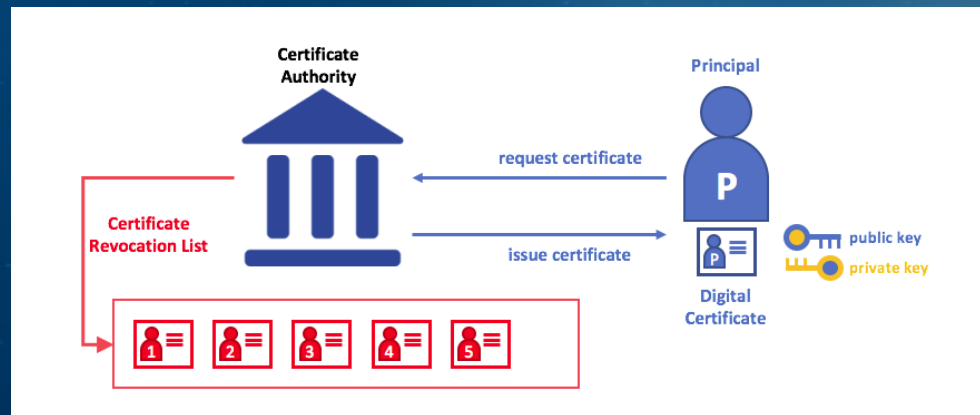 Certificate
Authority
Principal
request certificate
P
Certificate
Revocation List
issue certificate
P
public key
private key
Digital
Certificate
1
2
3
4
5